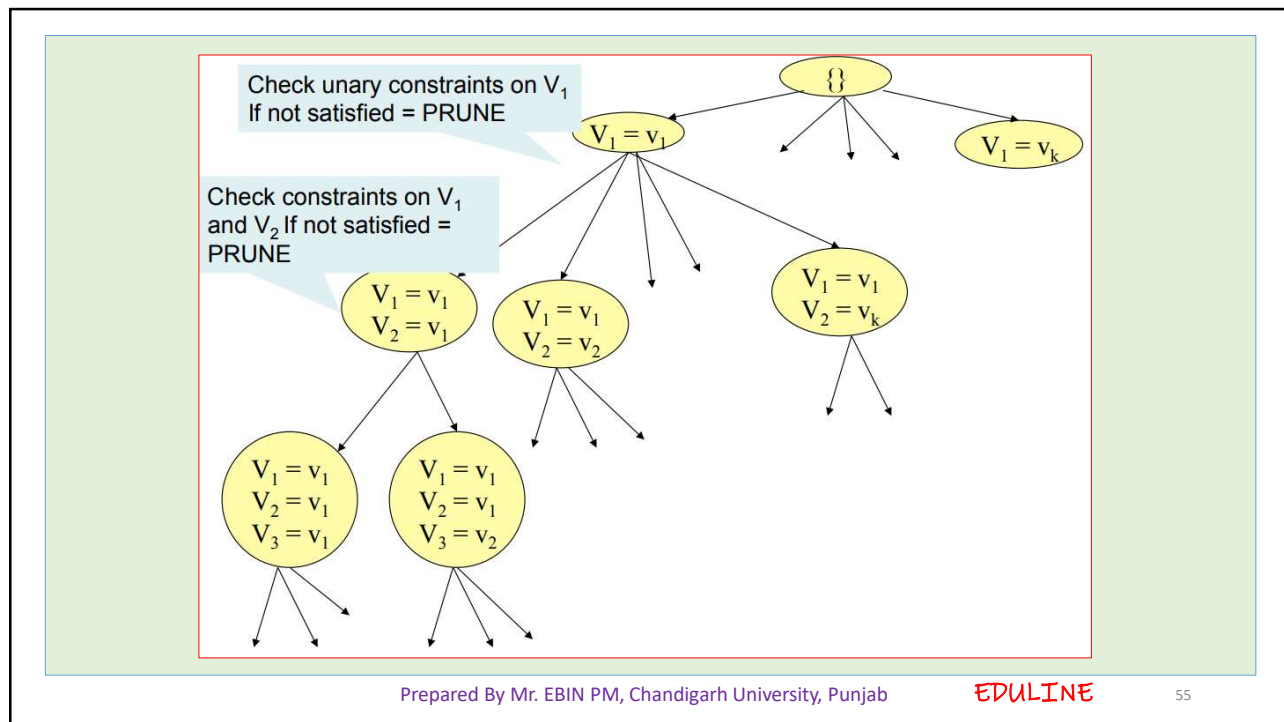 Check unary constraints on V₁
If not satisfied = PRUNE
{}
V₁ = v₁
V₁ = vₖ
Check constraints on V₁
and V₂ If not satisfied =
PRUNE
V₁ = v₁
V₂ = v₁
V₁ = v₁
V₂ = v₂
V₁ = v₁
V₂ = vₖ
V₁ = v₁
V₂ = v₁
V₃ = v₁
V₁ = v₁
V₂ = v₁
V₃ = v₂
Prepared By Mr. EBIN PM, Chandigarh University, Punjab
EDULINE
55